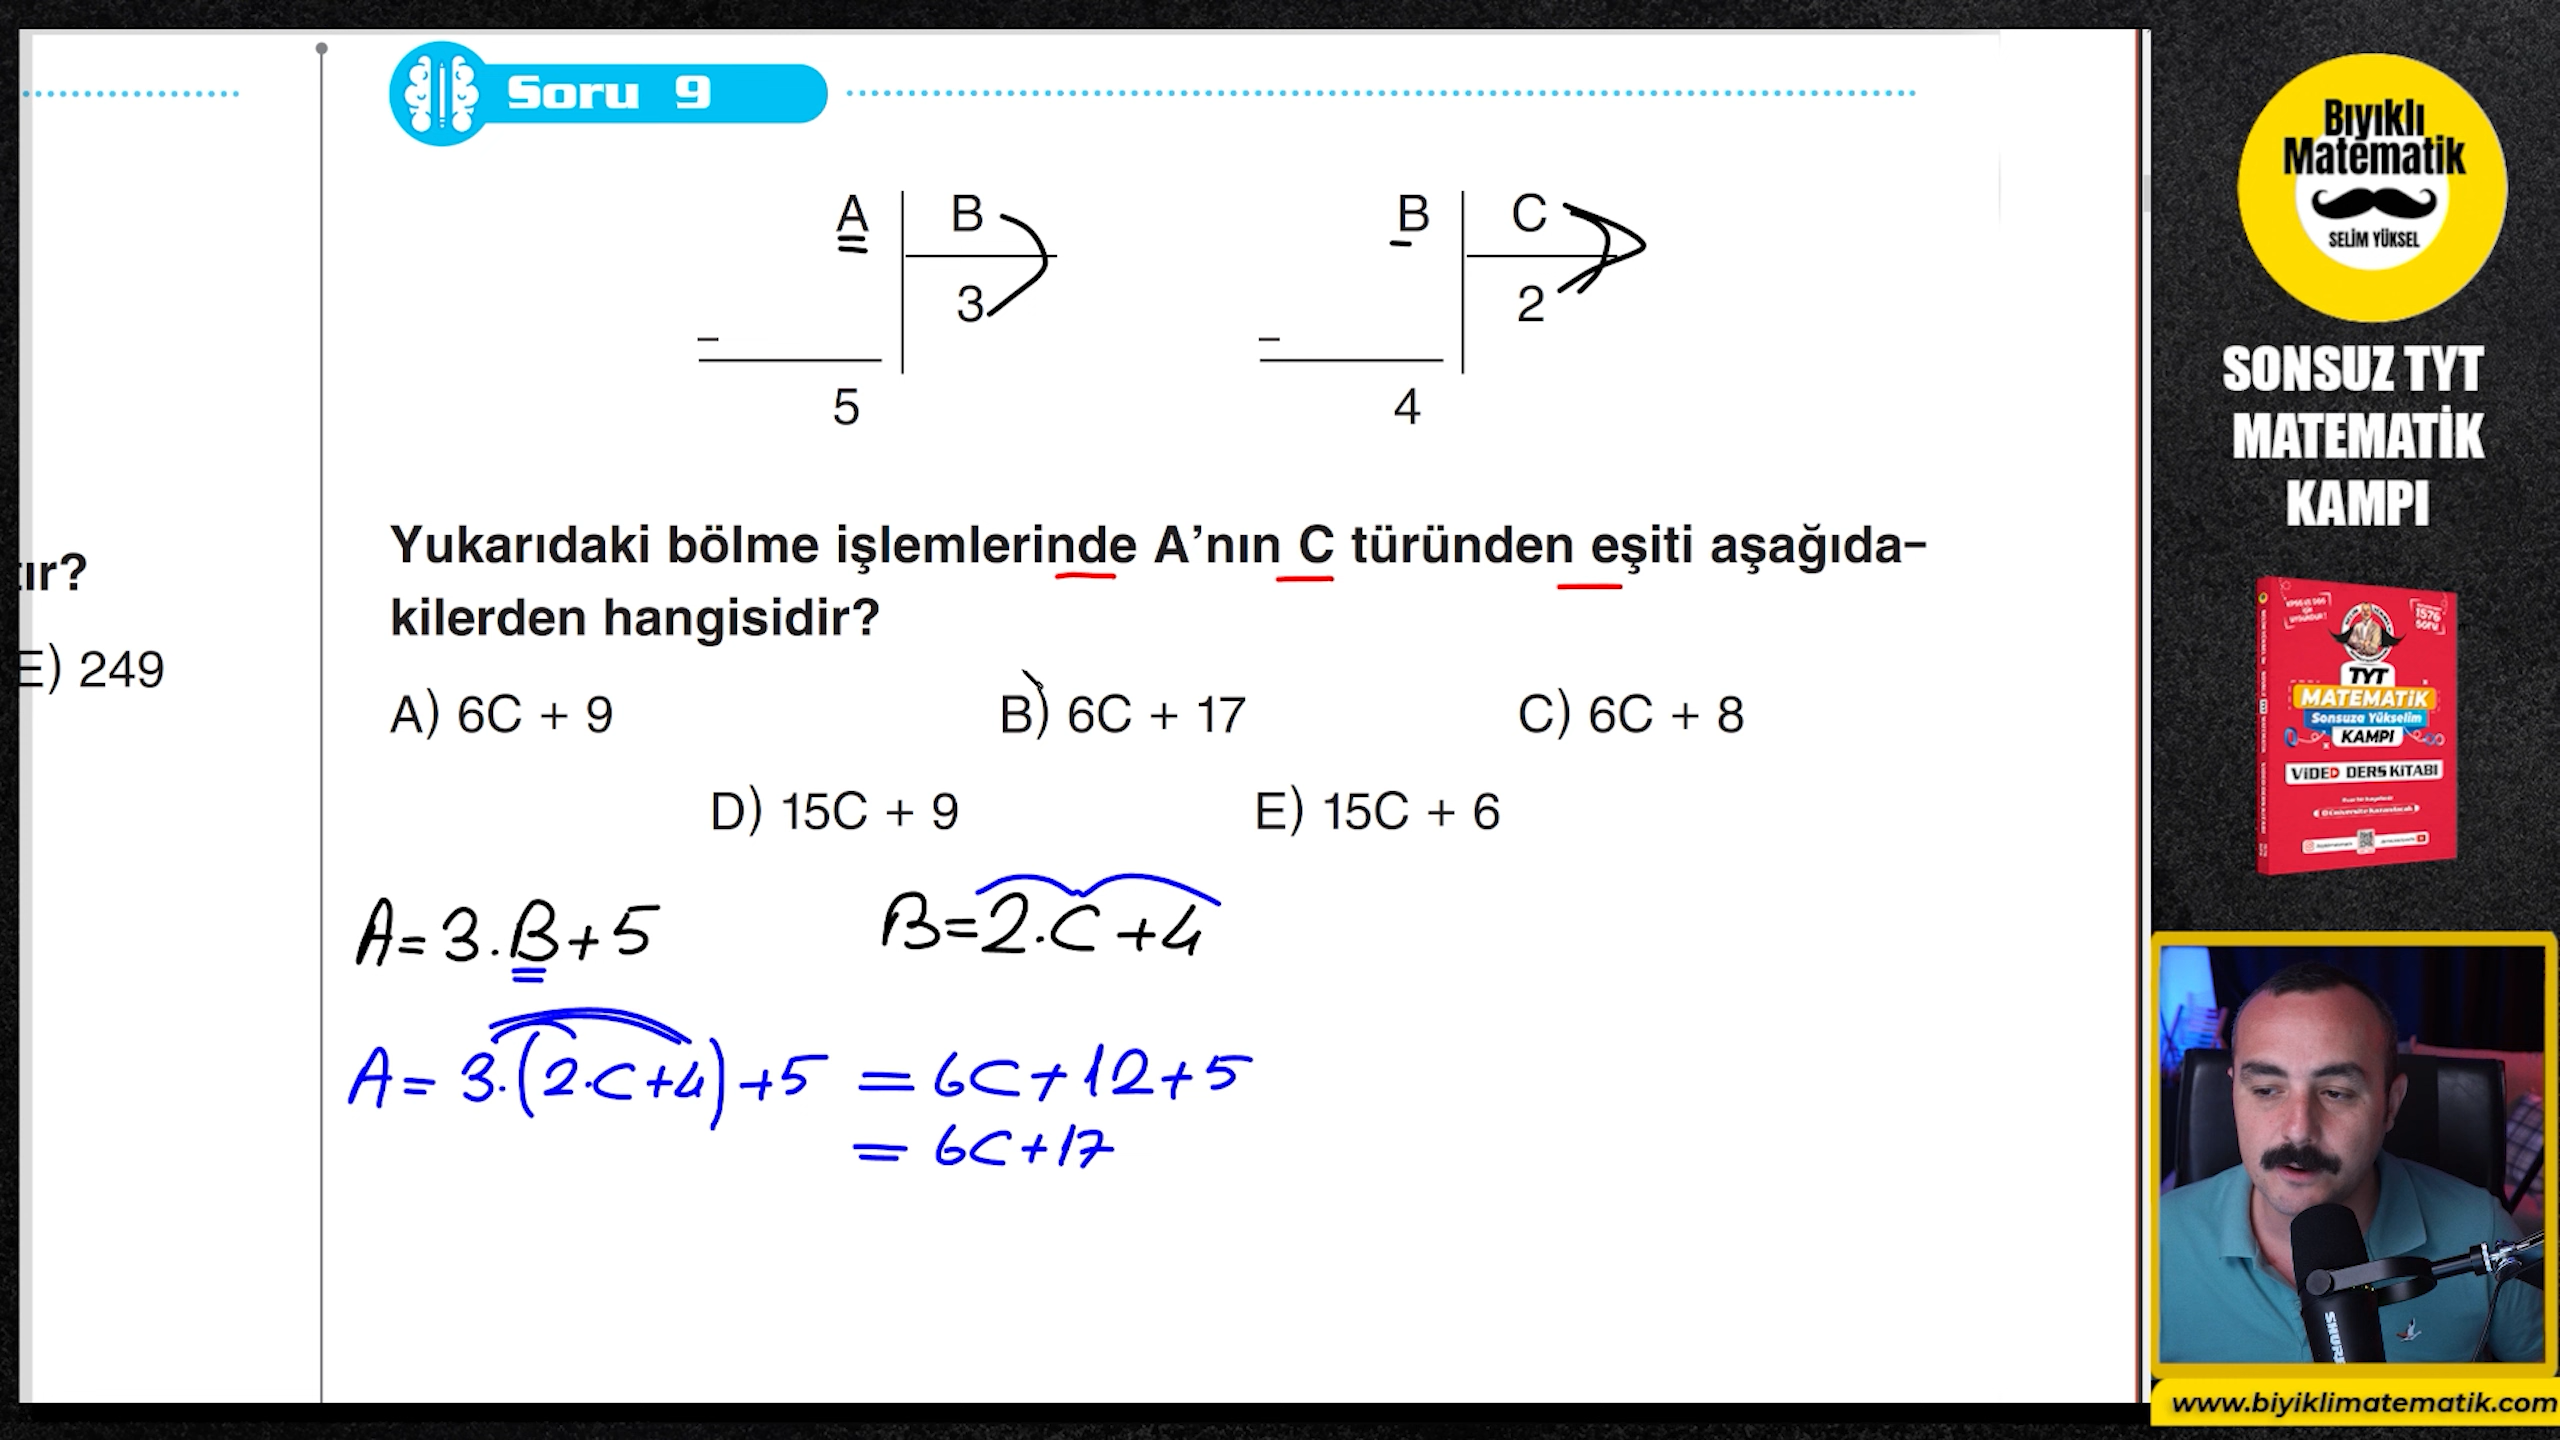 Soru 9
A B
3
5
B C
2
4
Yukarıdaki bölme işlemlerinde A'nın C türünden eşiti aşağıda-
kilerden hangisidir?
A) 6C + 9 B) 6C + 17 C) 6C + 8
D) 15C + 9 E) 15C + 6
A=3.B+5 B=2.C+4
A=3.(2.C+4)+5 =6C+12+5
=6C+17
ır?
E) 249
Bıyıklı
Matematik
SELİM YÜKSEL
SONSUZ TYT
MATEMATİK
KAMPI
1576
Soru
TYT
MATEMATİK
Sonsuza Yükselim
KAMPI
VİDEO DERS KİTABI
SHURE
www.biyiklimatematik.com